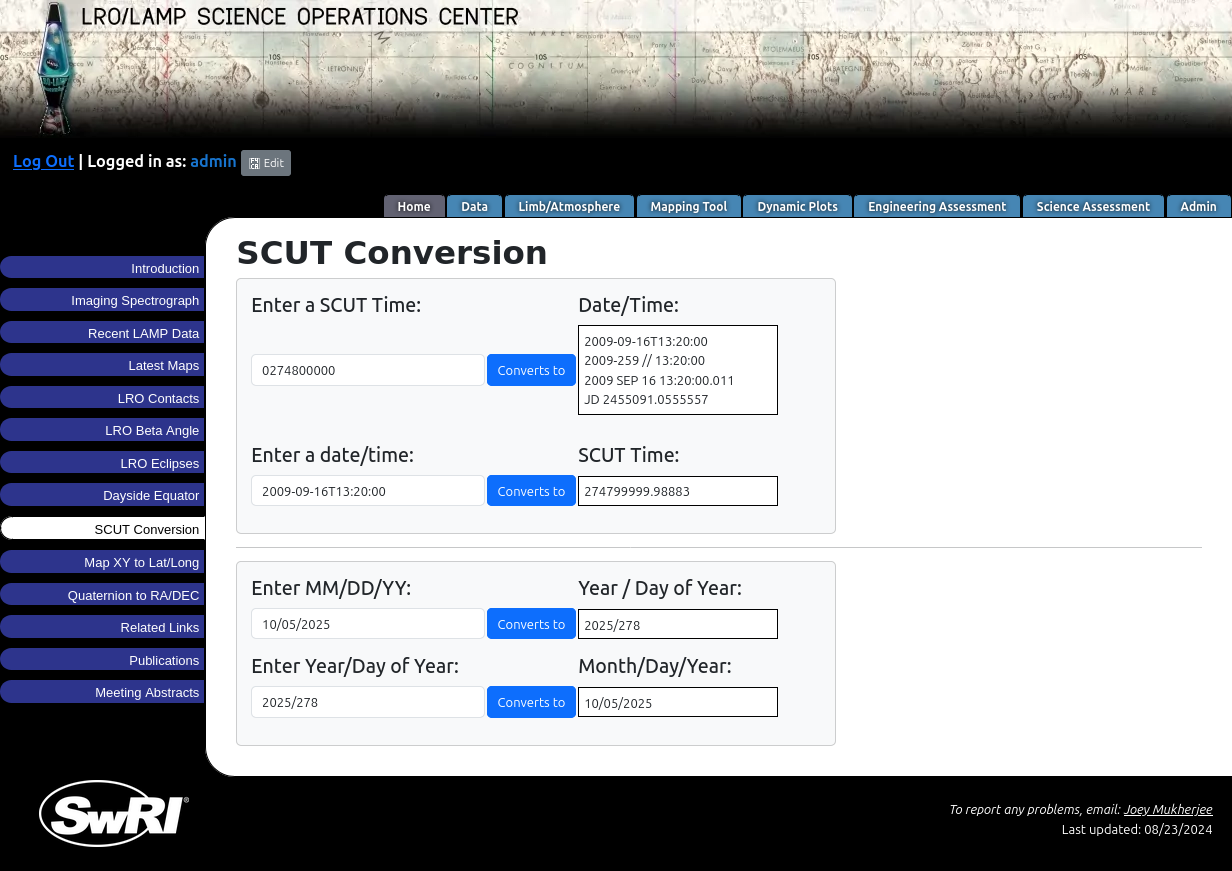 LRO/LAMP SCIENCE OPERATIONS CENTER
Log Out | Logged in as: admin Edit
Home Data Limb/Atmosphere Mapping Tool Dynamic Plots Engineering Assessment Science Assessment Admin
Introduction
Imaging Spectrograph
Recent LAMP Data
Latest Maps
LRO Contacts
LRO Beta Angle
LRO Eclipses
Dayside Equator
SCUT Conversion
Map XY to Lat/Long
Quaternion to RA/DEC
Related Links
Publications
Meeting Abstracts
SCUT Conversion
Enter a SCUT Time: Date/Time:
0274800000 Converts to
2009-09-16T13:20:00
2009-259 // 13:20:00
2009 SEP 16 13:20:00.011
JD 2455091.0555557
Enter a date/time: SCUT Time:
2009-09-16T13:20:00 Converts to 274799999.98883
Enter MM/DD/YY: Year / Day of Year:
10/05/2025 Converts to 2025/278
Enter Year/Day of Year: Month/Day/Year:
2025/278 Converts to 10/05/2025
SwRI®
To report any problems, email: Joey Mukherjee
Last updated: 08/23/2024